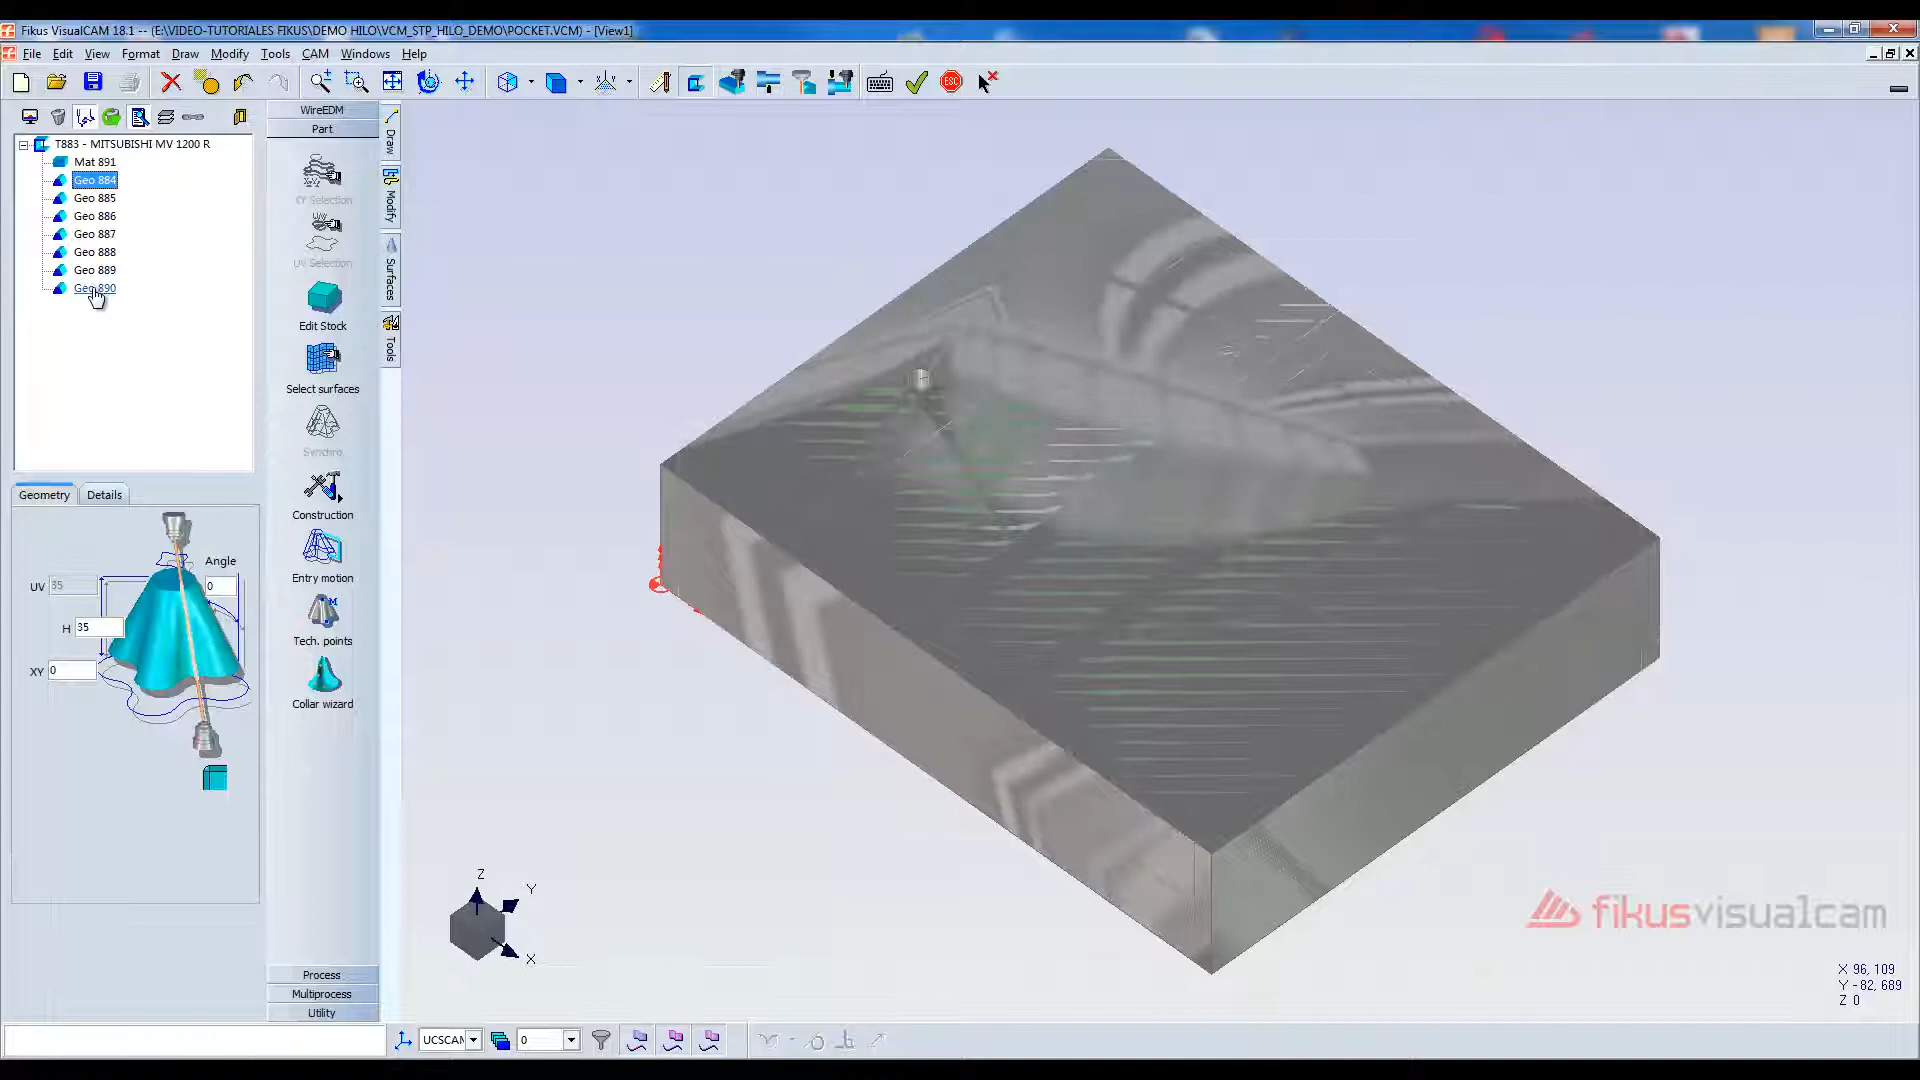 Fikus VisualCAM 18.1 -- (E:\VIDEO-TUTORIALES FIKUS\DEMO HILO\VCM_STP_HILO_DEMO\POCKET.VCM) - [View1]
File Edit View Format Draw Modify Tools CAM Windows Help
ESC
T883 - MITSUBISHI MV 1200 R
Mat 891
Geo 884
Geo 885
Geo 886
Geo 887
Geo 888
Geo 889
Geo 890
Geometry Details
Angle
0
UV 35
H 35
XY 0
WireEDM
Part
XY Selection
UV Selection
Edit Stock
Select surfaces
Synchro
Construction
Entry motion
Tech. points
Collar wizard
Process
Multiprocess
Utility
Draw
Modify
Surfaces
Tools
Z
Y
X
fikusvisualcam
X 96, 109
Y -82, 689
Z 0
UCSCAM 0